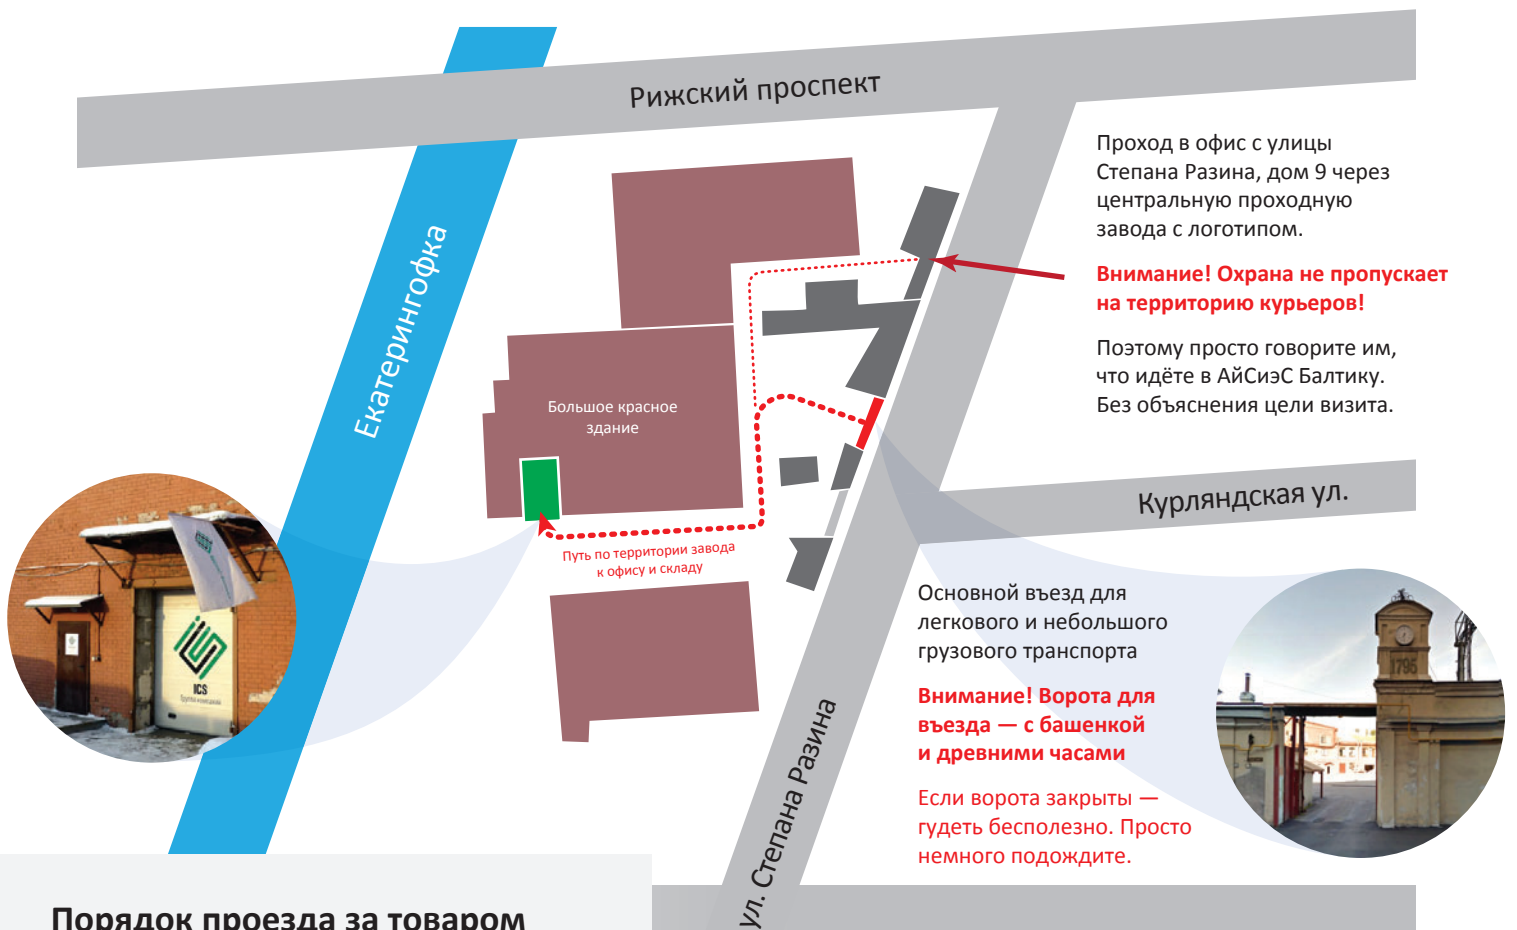 Рижский проспект
Екатерингофка
Проход в офис с улицы
Степана Разина, дом 9 через
центральную проходную
завода с логотипом.
Внимание! Охрана не пропускает
на территорию курьеров!
Поэтому просто говорите им,
что идёте в АйСиэС Балтику.
Без объяснения цели визита.
Большое красное
здание
Курляндская ул.
Путь по территории завода
к офису и складу
Основной въезд для
легкового и небольшого
грузового транспорта
Внимание! Ворота для
въезда — с башенкой
и древними часами
Если ворота закрыты —
гудеть бесполезно. Просто
немного подождите.
1795
ICS
Группа компаний
ул. Степана Разина
Порядок проезда за товаром